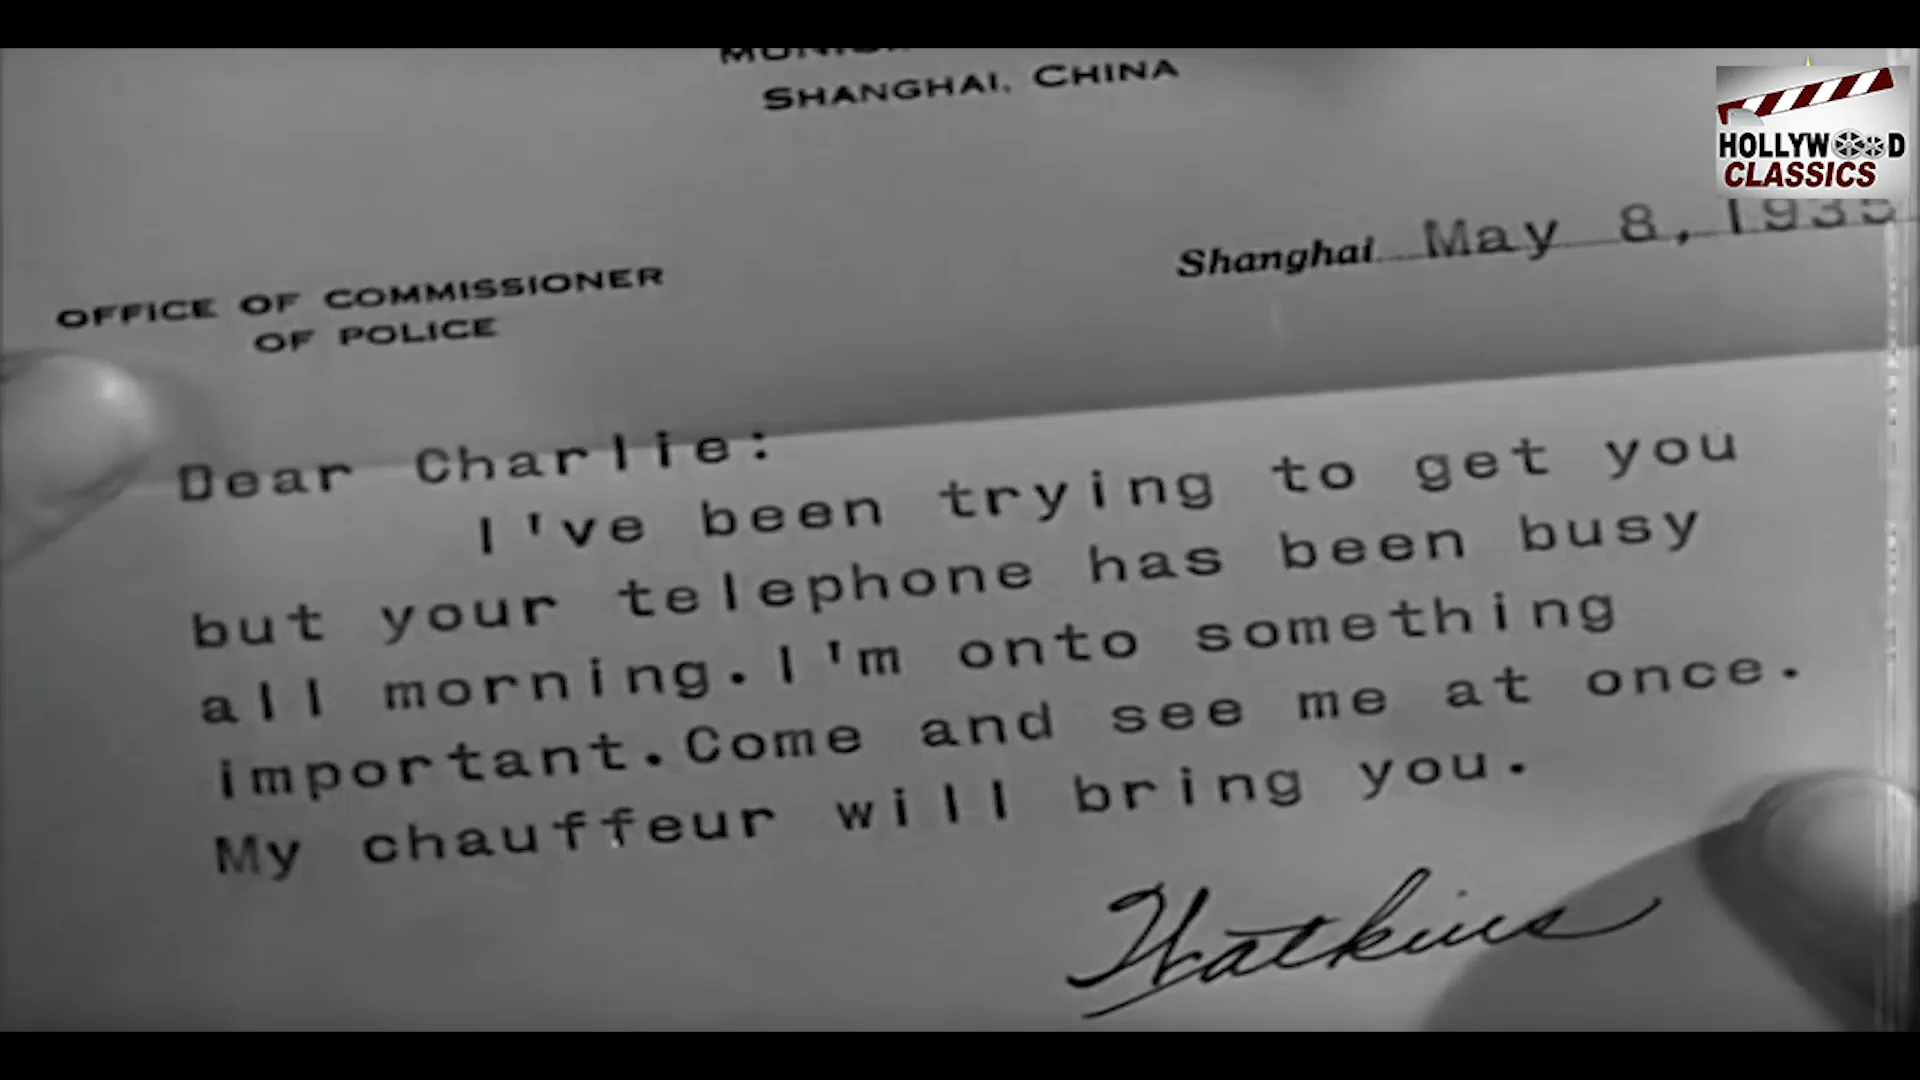 SHANGHAI, CHINA
HOLLYWOOD
CLASSICS
Shanghai May 8, 1935
OFFICE OF COMMISSIONER
OF POLICE
Dear Charlie:
I've been trying to get you
but your telephone has been busy
all morning. I'm onto something
important. Come and see me at once.
My chauffeur will bring you.
Watkins